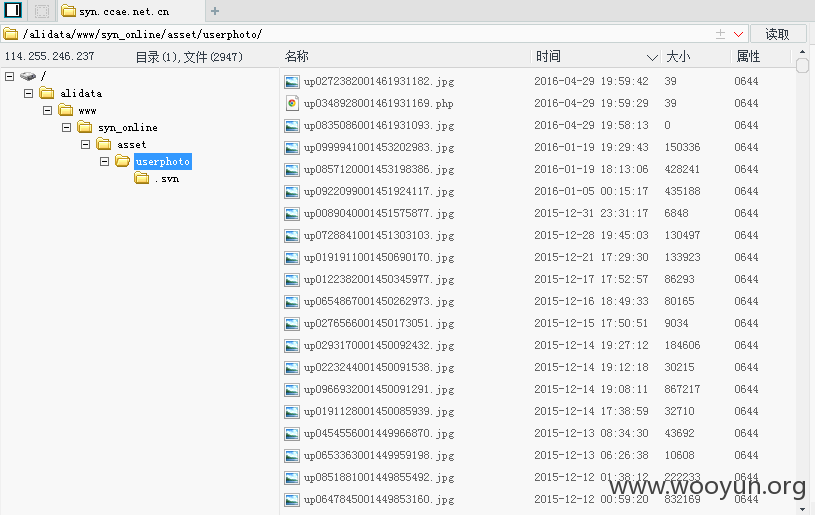 syn.ccae.net.cn
/alidata/www/syn_online/asset/userphoto/ 读取
114.255.246.237 目录(1),文件(2947) 名称 时间 大小 属性
/
alidata
www
syn_online
asset
userphoto
.svn
up0272382001461931182.jpg 2016-04-29 19:59:42 39 0644
up0348928001461931169.php 2016-04-29 19:59:29 39 0644
up0835086001461931093.jpg 2016-04-29 19:58:13 0 0644
up0999941001453202983.jpg 2016-01-19 19:29:43 150336 0644
up0857120001453198386.jpg 2016-01-19 18:13:06 428241 0644
up0922099001451924117.jpg 2016-01-05 00:15:17 435188 0644
up0089040001451575877.jpg 2015-12-31 23:31:17 6848 0644
up0728841001451303103.jpg 2015-12-28 19:45:03 130497 0644
up0191911001450690170.jpg 2015-12-21 17:29:30 133923 0644
up0122382001450345977.jpg 2015-12-17 17:52:57 86293 0644
up0654867001450262973.jpg 2015-12-16 18:49:33 80165 0644
up0276566001450173051.jpg 2015-12-15 17:50:51 9034 0644
up0293170001450092432.jpg 2015-12-14 19:27:12 184606 0644
up0223244001450091538.jpg 2015-12-14 19:12:18 30215 0644
up0966932001450091291.jpg 2015-12-14 19:08:11 867217 0644
up0191128001450085939.jpg 2015-12-14 17:38:59 32710 0644
up0454556001449966870.jpg 2015-12-13 08:34:30 43692 0644
up0653363001449959198.jpg 2015-12-13 06:26:38 10608 0644
up0851881001449855492.jpg 2015-12-12 01:38:12 222233 0644
up0647845001449853160.jpg 2015-12-12 00:59:20 832169 0644
www.wooyun.org